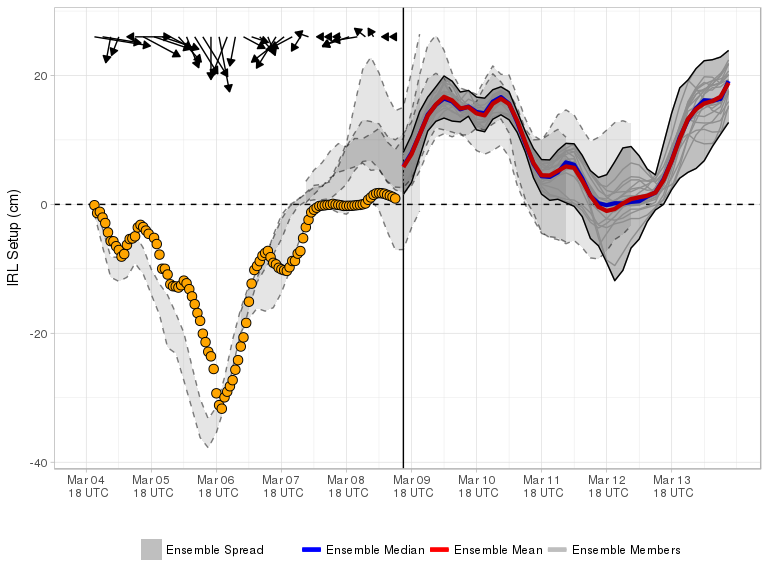 IRL Setup (cm)
20
0
-20
-40
Mar 04 Mar 05 Mar 06 Mar 07 Mar 08 Mar 09 Mar 10 Mar 11 Mar 12 Mar 13
18 UTC 18 UTC 18 UTC 18 UTC 18 UTC 18 UTC 18 UTC 18 UTC 18 UTC 18 UTC
Ensemble Spread Ensemble Median Ensemble Mean Ensemble Members